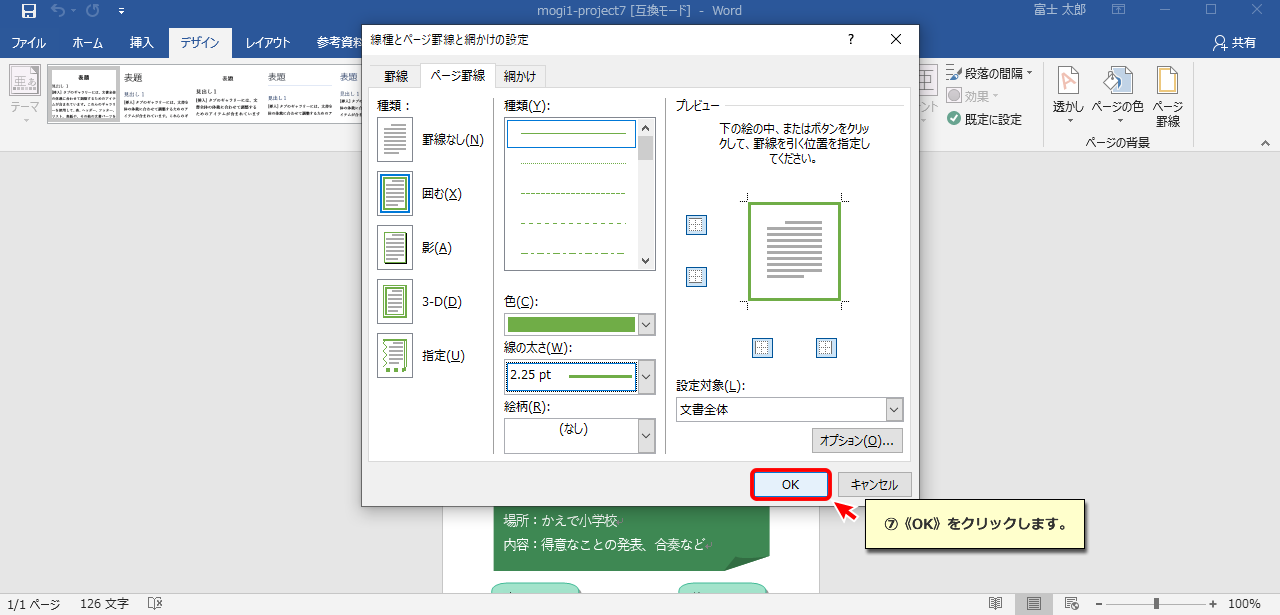 mogi1-project7 [互換モード] - Word
富士 太郎
ファイル
ホーム
挿入
デザイン
レイアウト
参考資料
共有
テーマ
表題
見出し 1
表題
見出し 1
表題
見出し 1
表題
見出し 1
表題
段落の間隔
効果
既定に設定
透かし
ページの色
ページ
罫線
ページの背景
線種とページ罫線と網かけの設定
?
罫線
ページ罫線
網かけ
種類：
罫線なし(N)
囲む(X)
影(A)
3-D(D)
指定(U)
種類(Y):
色(C):
線の太さ(W):
2.25 pt
絵柄(R):
(なし)
プレビュー
下の絵の中、またはボタンをクリッ
クして、罫線を引く位置を指定し
てください。
設定対象(L):
文書全体
オプション(O)...
OK
キャンセル
⑦《OK》をクリックします。
場所：かえで小学校
内容：得意なことの発表、合奏など
1/1 ページ
126 文字
100%